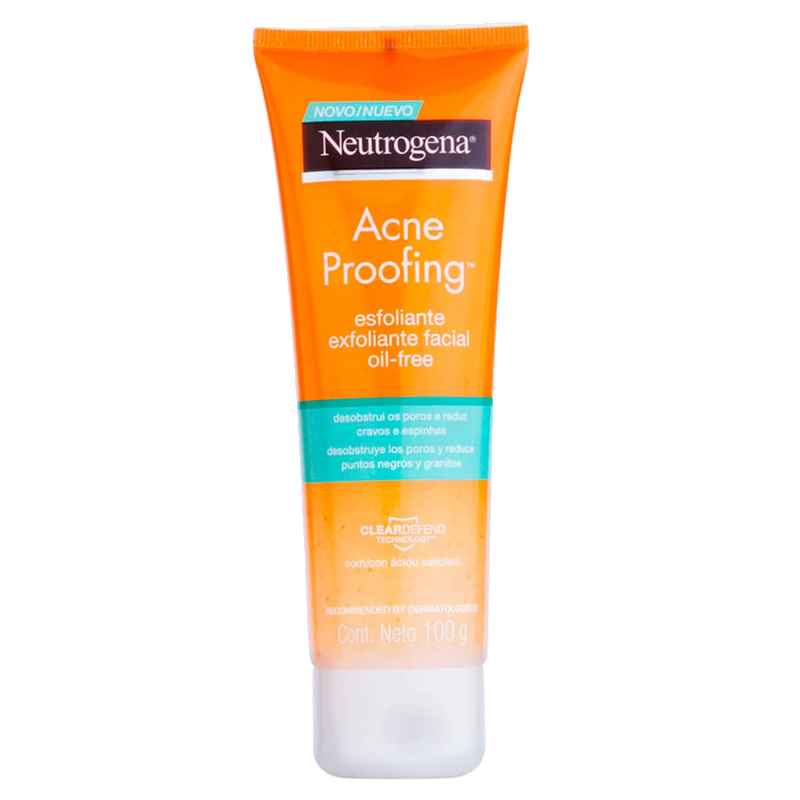 NOVO/NUEVO
Neutrogena®
Acne
Proofing™
esfoliante
exfoliante facial
oil-free
desobstrui os poros e reduz
cravos e espinhas
desobstruye los poros y reduce
puntos negros y granitos
CLEARDEFEND
TECHNOLOGY™
com/con ácido salicílico
RECOMMENDED BY DERMATOLOGISTS
Cont. Neto 100 g